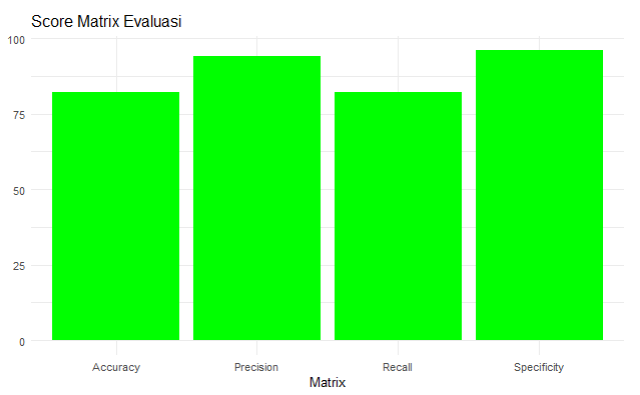 Score Matrix Evaluasi
100
75
50
25
0
Accuracy Precision Recall Specificity
Matrix